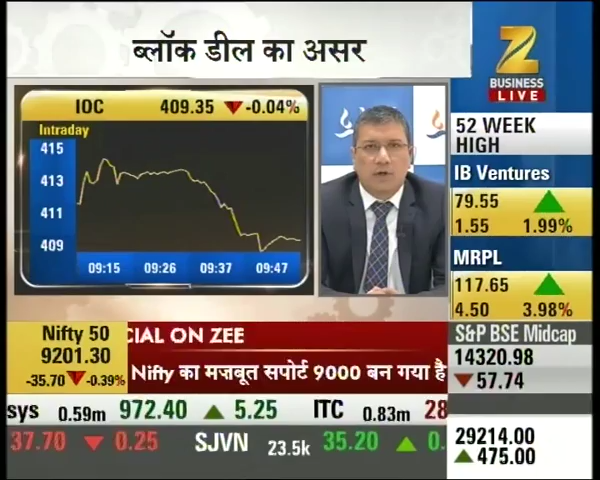 ब्लॉक डील का असर
Z
BUSINESS
LIVE
IOC 409.35 -0.04%
Intraday
415
413
411
409
09:15 09:26 09:37 09:47
52 WEEK
HIGH
IB Ventures
79.55
1.55 1.99%
MRPL
117.65
4.50 3.98%
Nifty 50
9201.30
-35.70 -0.39%
CIAL ON ZEE
Nifty का मजबूत सपोर्ट 9000 बन गया है
S&P BSE Midcap
14320.98
57.74
sys 0.59m 972.40 5.25 ITC 0.83m 28
37.70 0.25 SJVN 23.5k 35.20 0.
29214.00
475.00